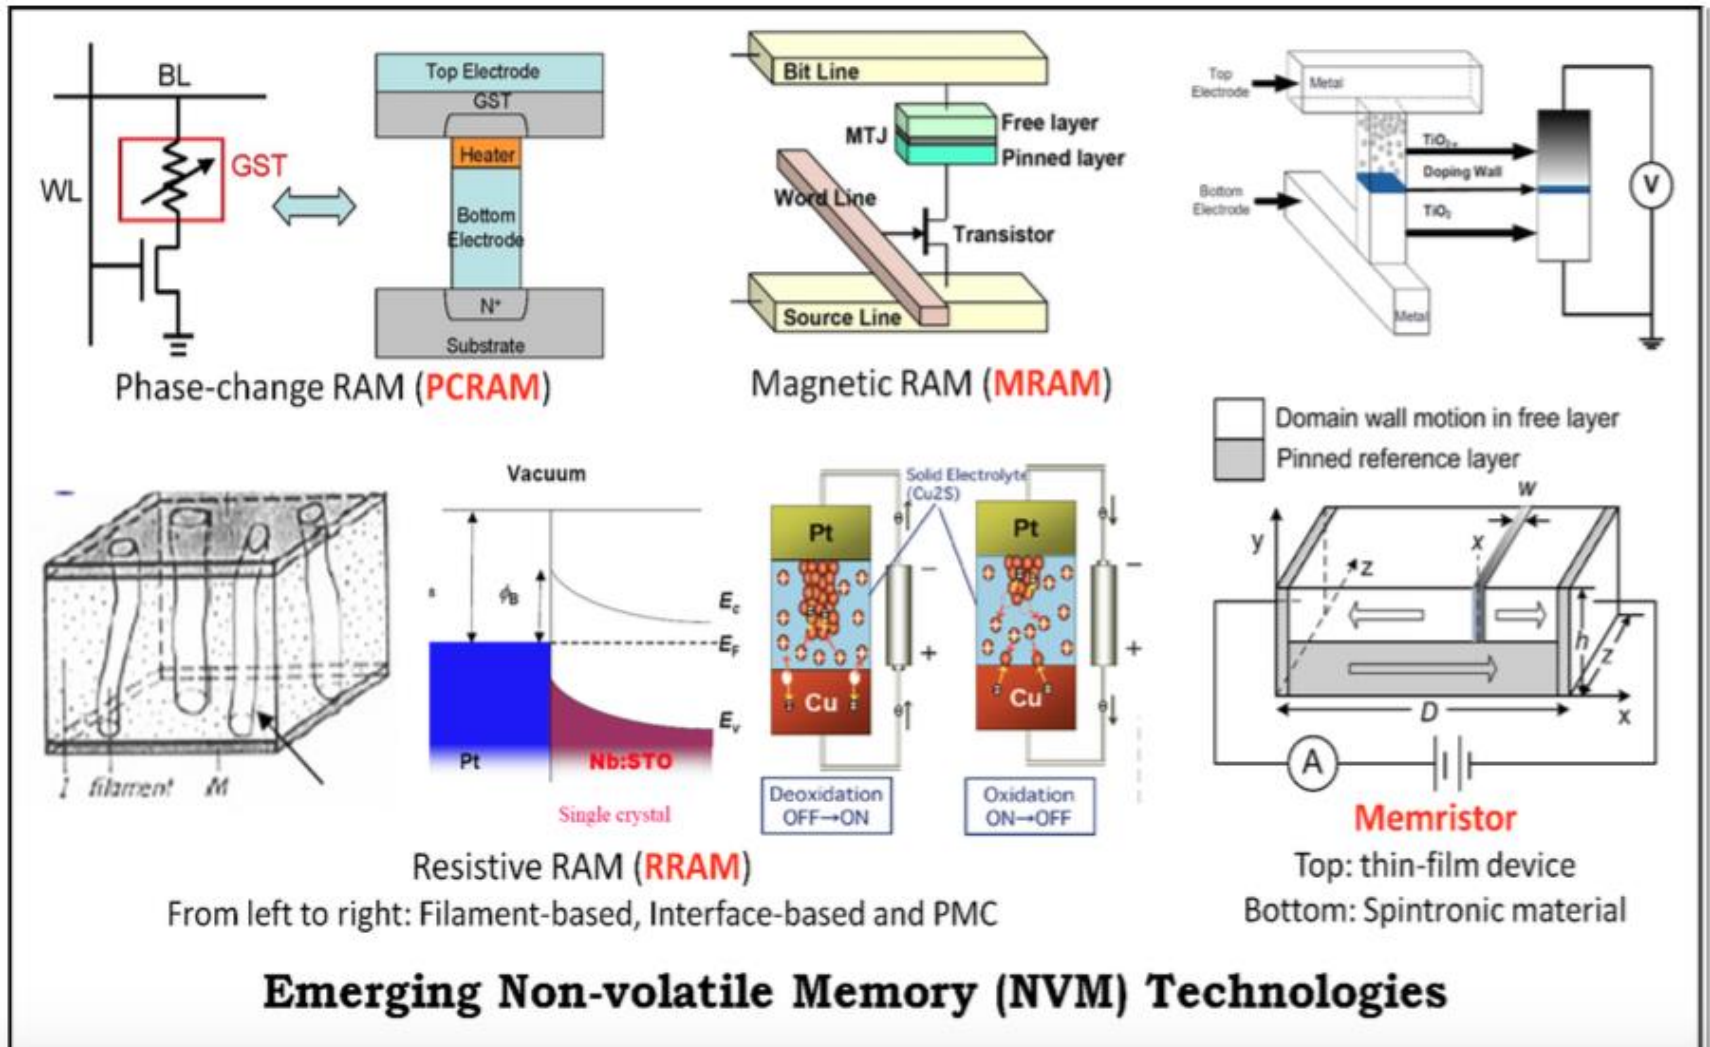 BL
WL
GST
Top Electrode
GST
Heater
Bottom
Electrode
N+
Substrate
Phase-change RAM (PCRAM)
Bit Line
MTJ
Free layer
Pinned layer
Word Line
Transistor
Source Line
Magnetic RAM (MRAM)
Top
Electrode
Metal
Bottom
Electrode
Doping Wall
TiO2
Metal
V
Domain wall motion in free layer
Pinned reference layer
y
z
x
w
h
z
D
x
A
Memristor
Top: thin-film device
Bottom: Spintronic material
filament
M
Vacuum
ϕB
Ec
EF
Ev
Pt
Nb:STO
Single crystal
Solid Electrolyte
(Cu2S)
Pt
Cu
−
+
Deoxidation
OFF→ON
Pt
Cu
−
+
Oxidation
ON→OFF
Resistive RAM (RRAM)
From left to right: Filament-based, Interface-based and PMC
Emerging Non-volatile Memory (NVM) Technologies